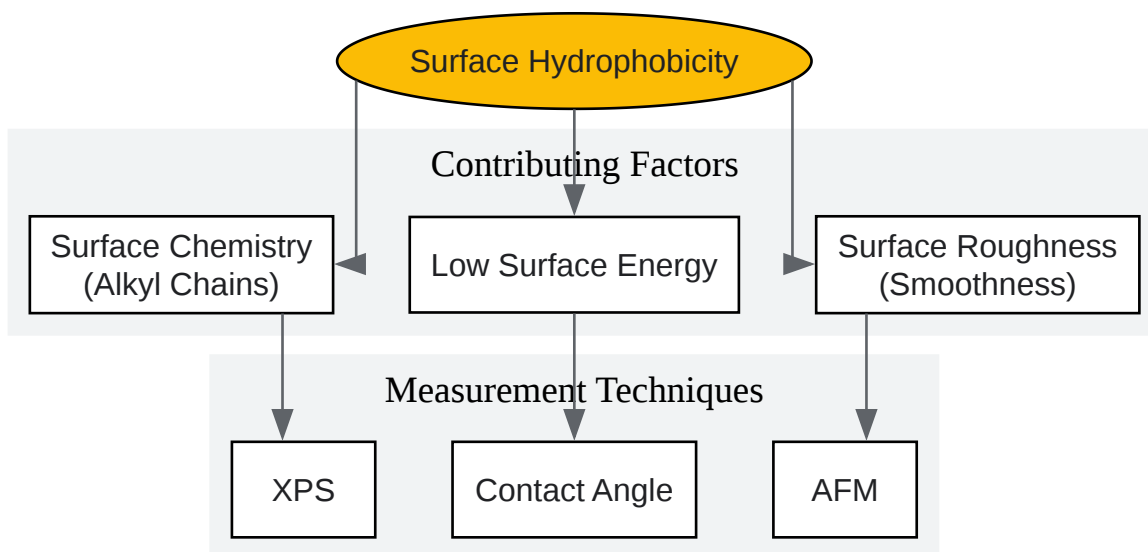 Surface Hydrophobicity
Contributing Factors
Surface Chemistry
(Alkyl Chains)
Low Surface Energy
Surface Roughness
(Smoothness)
Measurement Techniques
XPS
Contact Angle
AFM